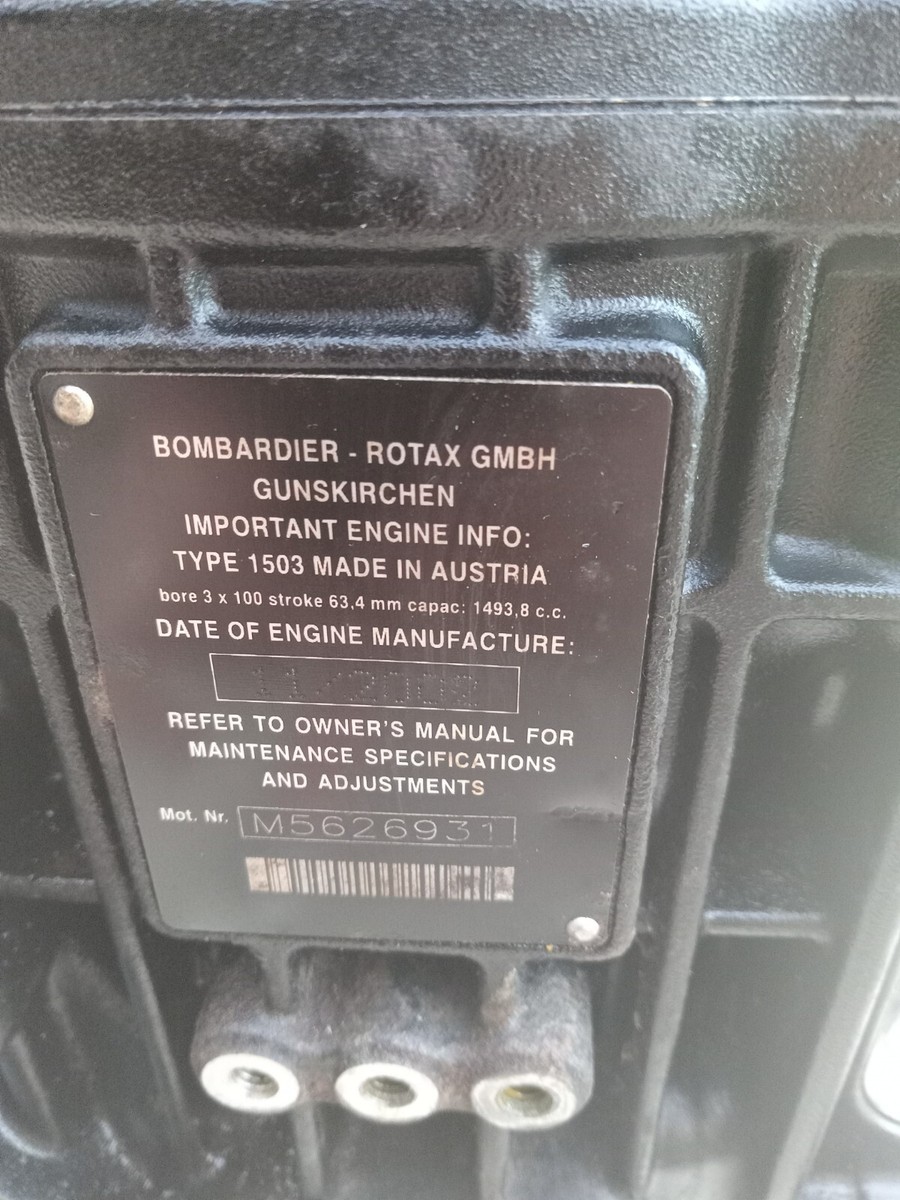 BOMBARDIER - ROTAX GMBH
GUNSKIRCHEN
IMPORTANT ENGINE INFO:
TYPE 1503 MADE IN AUSTRIA
bore 3 x 100 stroke 63,4 mm capac: 1493,8 c.c.
DATE OF ENGINE MANUFACTURE:
REFER TO OWNER'S MANUAL FOR
MAINTENANCE SPECIFICATIONS
AND ADJUSTMENTS
Mot. Nr. M5626931